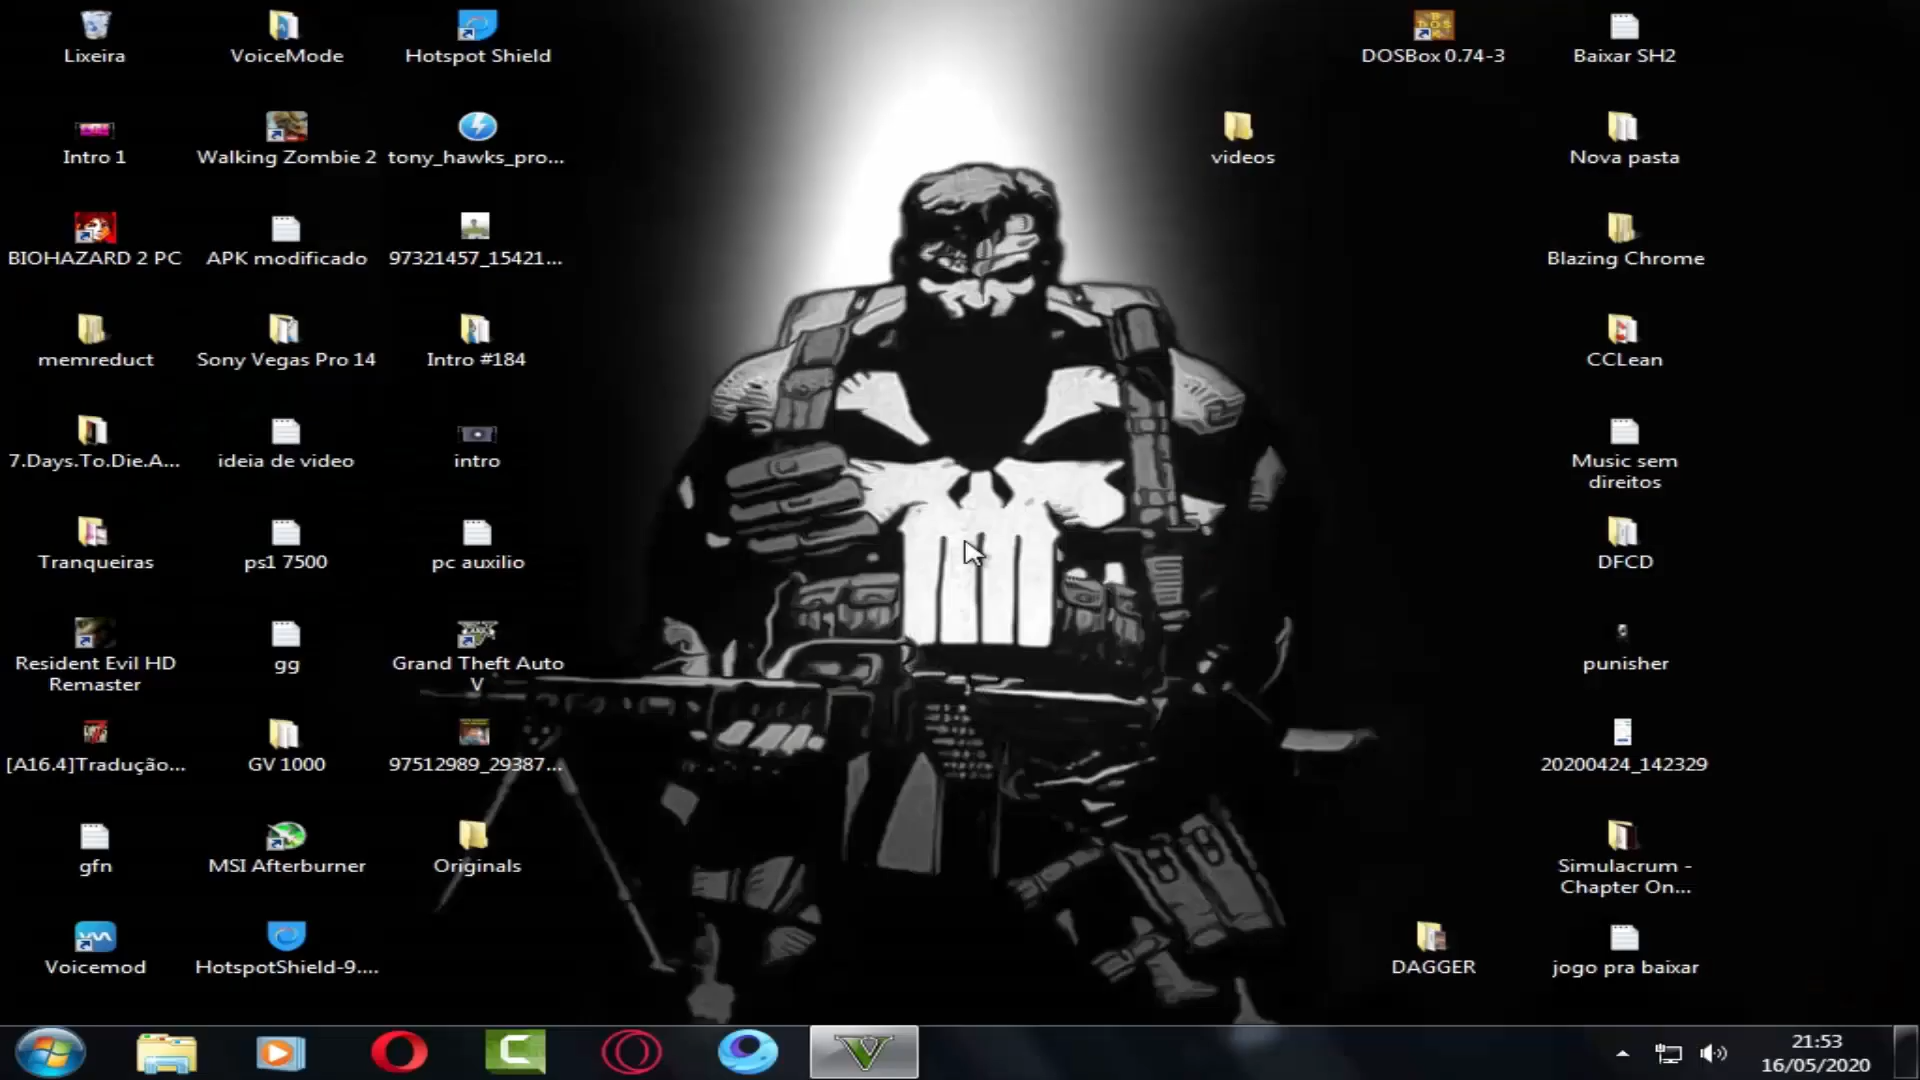 Lixeira
VoiceMode
Hotspot Shield
DOSBox 0.74-3
Baixar SH2
Intro 1
Walking Zombie 2
tony_hawks_pro...
videos
Nova pasta
BIOHAZARD 2 PC
APK modificado
97321457_15421...
Blazing Chrome
memreduct
Sony Vegas Pro 14
Intro #184
CCLean
7.Days.To.Die.A...
ideia de video
intro
Music sem
direitos
Tranqueiras
ps1 7500
pc auxilio
DFCD
Resident Evil HD
Remaster
gg
Grand Theft Auto
V
punisher
[A16.4]Tradução...
GV 1000
97512989_29387...
20200424_142329
gfn
MSI Afterburner
Originals
Simulacrum -
Chapter On...
Voicemod
HotspotShield-9....
DAGGER
jogo pra baixar
21:53
16/05/2020